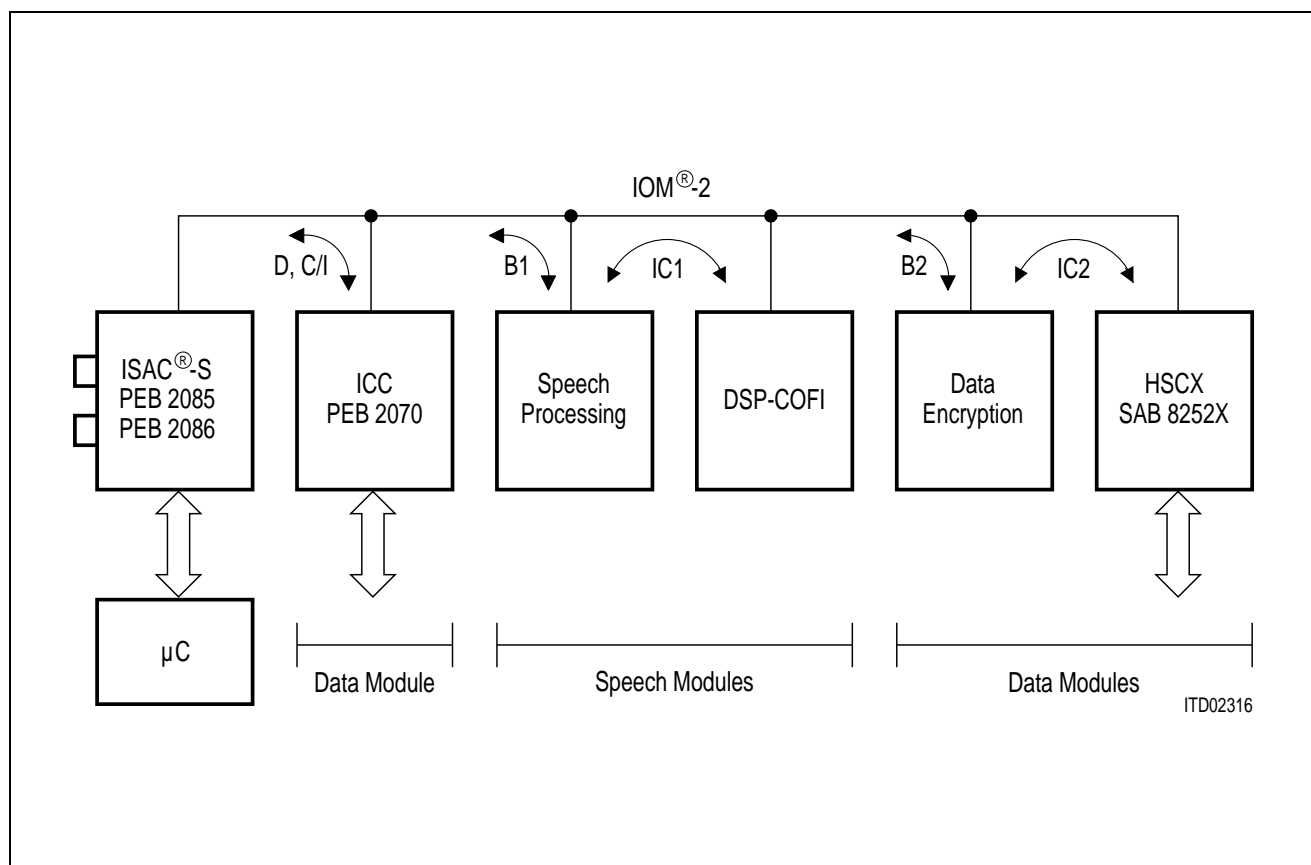 IOM®-2
D, C/I
B1
IC1
B2
IC2
ISAC®-S
PEB 2085
PEB 2086
ICC
PEB 2070
Speech
Processing
DSP-COFI
Data
Encryption
HSCX
SAB 8252X
µC
Data Module
Speech Modules
Data Modules
ITD02316